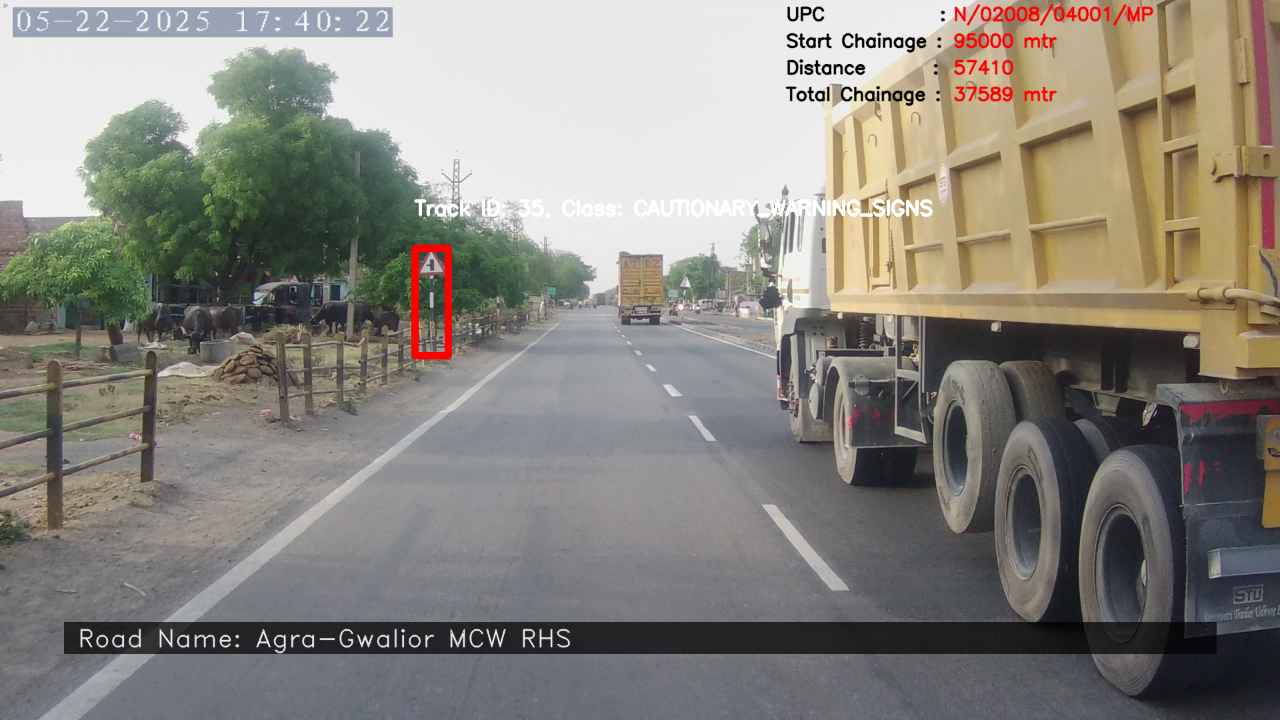 05-22-2025 17:40:22
UPC : N/02008/04001/MP
Start Chainage : 95000 mtr
Distance : 57410
Total Chainage : 37589 mtr
Track ID: 35, Class: CAUTIONARY_WARNING_SIGNS
STU
Road Name: Agra-Gwalior MCW RHS